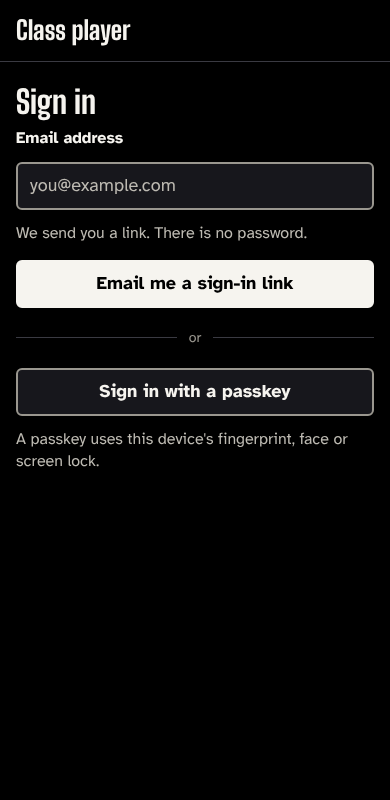 Class player
Sign in
Email address
you@example.com
We send you a link. There is no password.
Email me a sign-in link
or
Sign in with a passkey
A passkey uses this device's fingerprint, face or
screen lock.